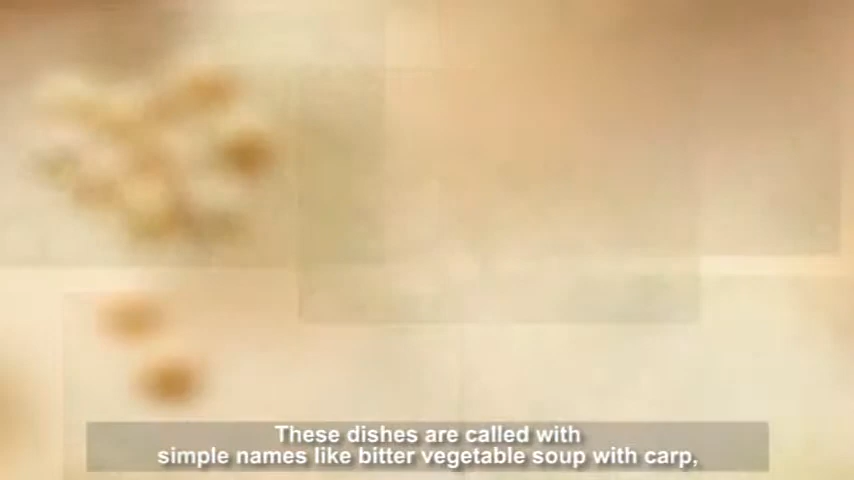 These dishes are called with
simple names like bitter vegetable soup with carp,